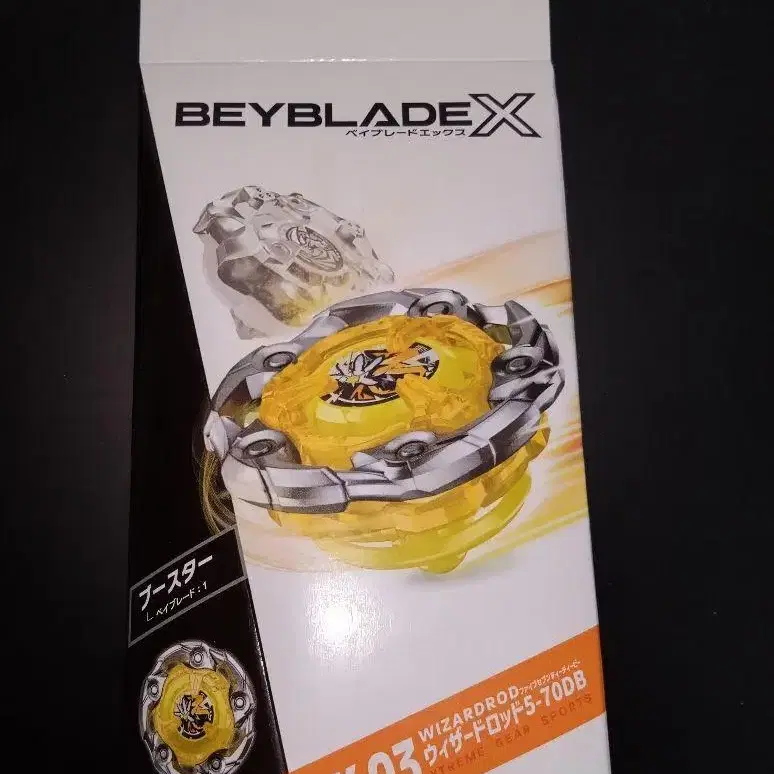 BEYBLADE X
ベイブレードエックス
ブースター
ベイブレード：1
03
WIZARDROD
ファイブセブンティーディービー
ウィザードロッド5-70DB
XTREME GEAR SPORTS